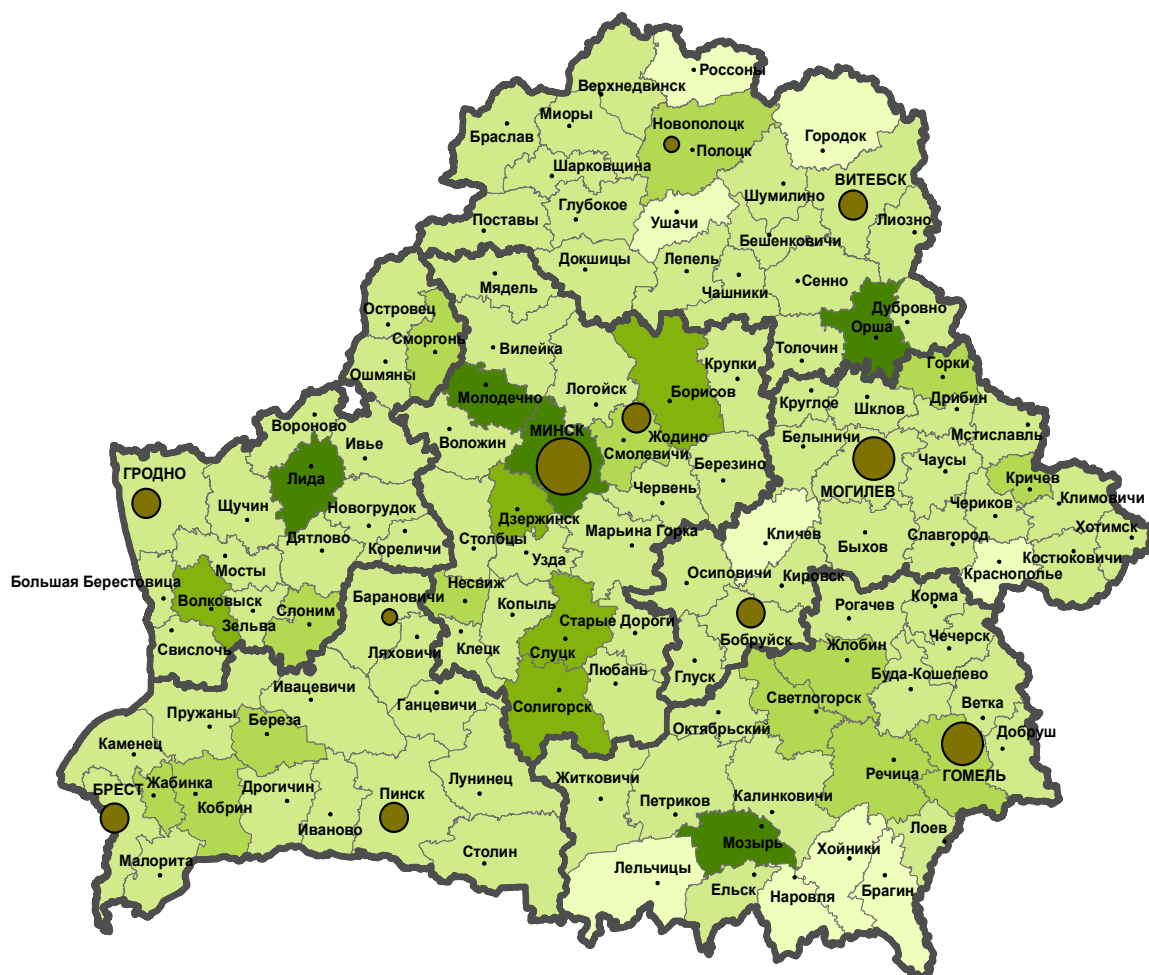 Россоны
Верхнедвинск
Миоры
Браслав
Новополоцк
Полоцк
Городок
Шарковщина
ВИТЕБСК
Шумилино
Глубокое
Поставы
Ушачи
Лиозно
Бешенковичи
Докшицы
Лепель
Чашники
Сенно
Мядель
Островец
Дубровно
Орша
Сморгонь
Вилейка
Толочин
Ошмяны
Крупки
Горки
Молодечно
Логойск
Борисов
Дрибин
Круглое
Шклов
Вороново
Ивье
Воложин
МИНСК
Жодино
Смолевичи
Белыничи
Мстиславль
Березино
ГРОДНО
Лида
Чаусы
Кричев
МОГИЛЕВ
Червень
Климовичи
Щучин
Новогрудок
Дзержинск
Чериков
Хотимск
Дятлово
Марьина Горка
Кличев
Быхов
Славгород
Столбцы
Кореличи
Узда
Костюковичи
Мосты
Осиповичи
Кировск
Краснополье
Большая Берестовица
Несвиж
Барановичи
Волковыск
Слоним
Копыль
Корма
Рогачев
Зельва
Старые Дороги
Бобруйск
Чечерск
Свислочь
Ляховичи
Клецк
Слуцк
Жлобин
Любань
Глуск
Буда-Кошелево
Ивацевичи
Ганцевичи
Солигорск
Светлогорск
Ветка
Пружаны
Береза
Октябрьский
Добруш
Каменец
Речица
ГОМЕЛЬ
Лунинец
Житковичи
БРЕСТ
Жабинка
Дрогичин
Пинск
Калинковичи
Кобрин
Петриков
Иваново
Лоев
Мозырь
Малорита
Столин
Хойники
Лельчицы
Ельск
Наровля
Брагин